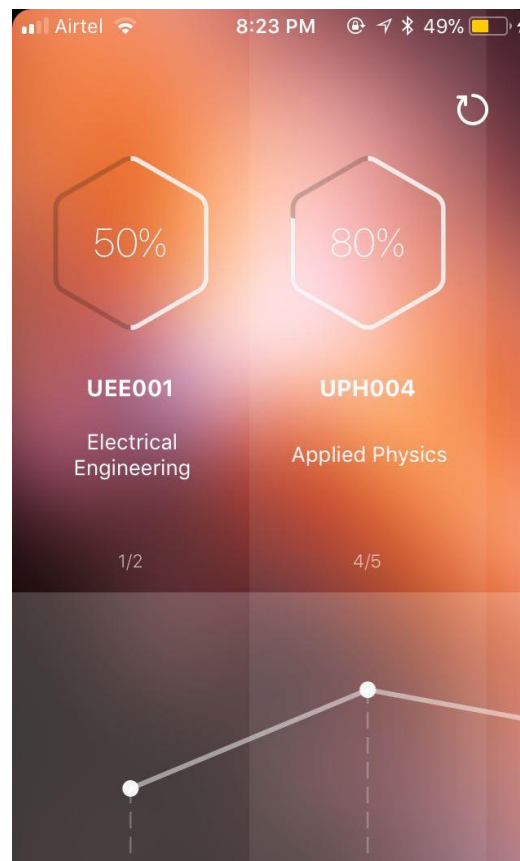 Airtel 8:23 PM 49%
50% 80%
UEE001 UPH004
Electrical
Engineering
Applied Physics
1/2 4/5